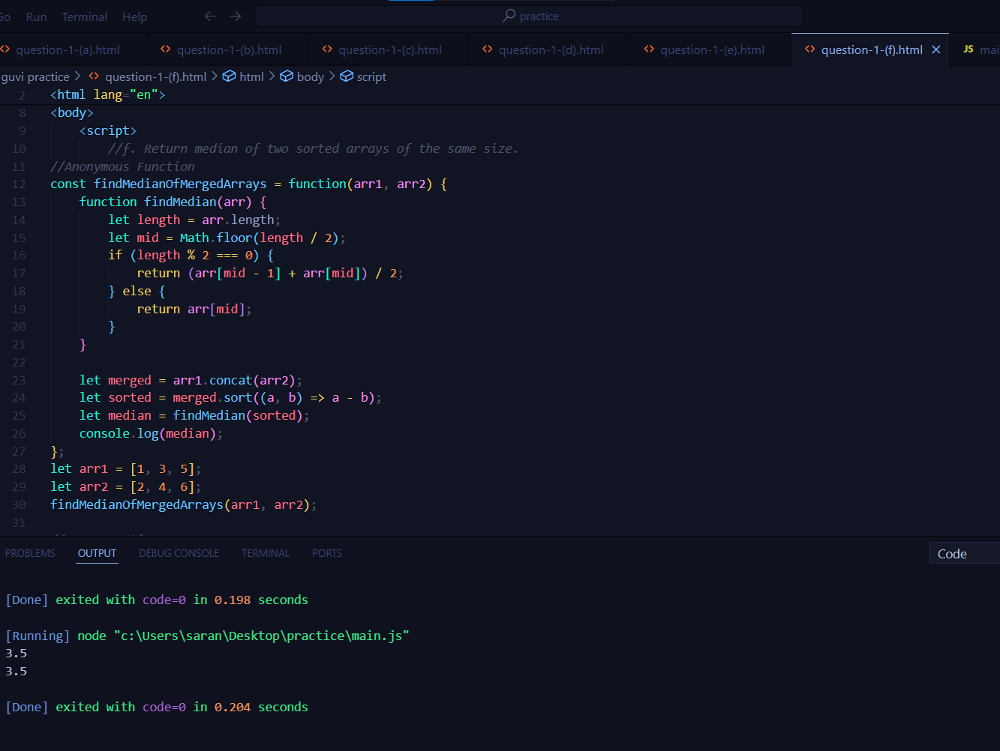 Go Run Terminal Help practice
question-1-(a).html question-1-(b).html question-1-(c).html question-1-(d).html question-1-(e).html question-1-(f).html JS mai
guvi practice > question-1-(f).html > html > body > script
2 <html lang="en">
8 <body>
9 <script>
10 //f. Return median of two sorted arrays of the same size.
11 //Anonymous Function
12 const findMedianOfMergedArrays = function(arr1, arr2) {
13 function findMedian(arr) {
14 let length = arr.length;
15 let mid = Math.floor(length / 2);
16 if (length % 2 === 0) {
17 return (arr[mid - 1] + arr[mid]) / 2;
18 } else {
19 return arr[mid];
20 }
21 }
22
23 let merged = arr1.concat(arr2);
24 let sorted = merged.sort((a, b) => a - b);
25 let median = findMedian(sorted);
26 console.log(median);
27 };
28 let arr1 = [1, 3, 5];
29 let arr2 = [2, 4, 6];
30 findMedianOfMergedArrays(arr1, arr2);
31
PROBLEMS OUTPUT DEBUG CONSOLE TERMINAL PORTS Code
[Done] exited with code=0 in 0.198 seconds
[Running] node "c:\Users\saran\Desktop\practice\main.js"
3.5
3.5
[Done] exited with code=0 in 0.204 seconds